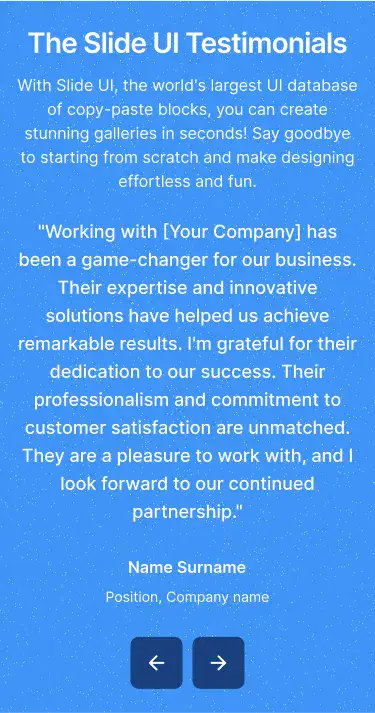 The Slide UI Testimonials
With Slide UI, the world's largest UI database
of copy-paste blocks, you can create
stunning galleries in seconds! Say goodbye
to starting from scratch and make designing
effortless and fun.
"Working with [Your Company] has
been a game-changer for our business.
Their expertise and innovative
solutions have helped us achieve
remarkable results. I'm grateful for their
dedication to our success. Their
professionalism and commitment to
customer satisfaction are unmatched.
They are a pleasure to work with, and I
look forward to our continued
partnership."
Name Surname
Position, Company name